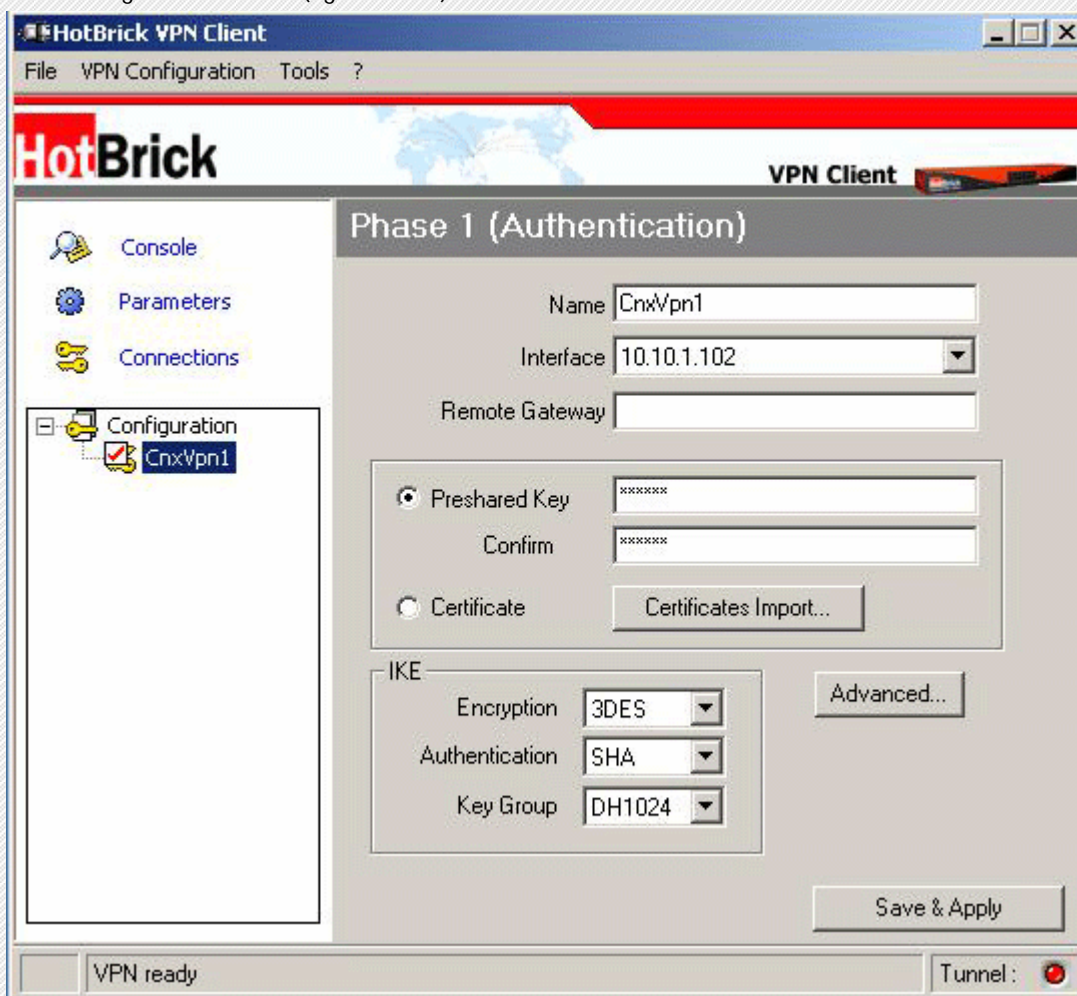 HotBrick VPN Client
File VPN Configuration Tools ?
HotBrick
VPN Client
Phase 1 (Authentication)
Console
Parameters
Connections
Configuration
CnxVpn1
Name CnxVpn1
Interface 10.10.1.102
Remote Gateway
Preshared Key ******
Confirm ******
Certificate Certificates Import...
IKE
Encryption 3DES
Authentication SHA
Key Group DH1024
Advanced...
Save & Apply
VPN ready
Tunnel :